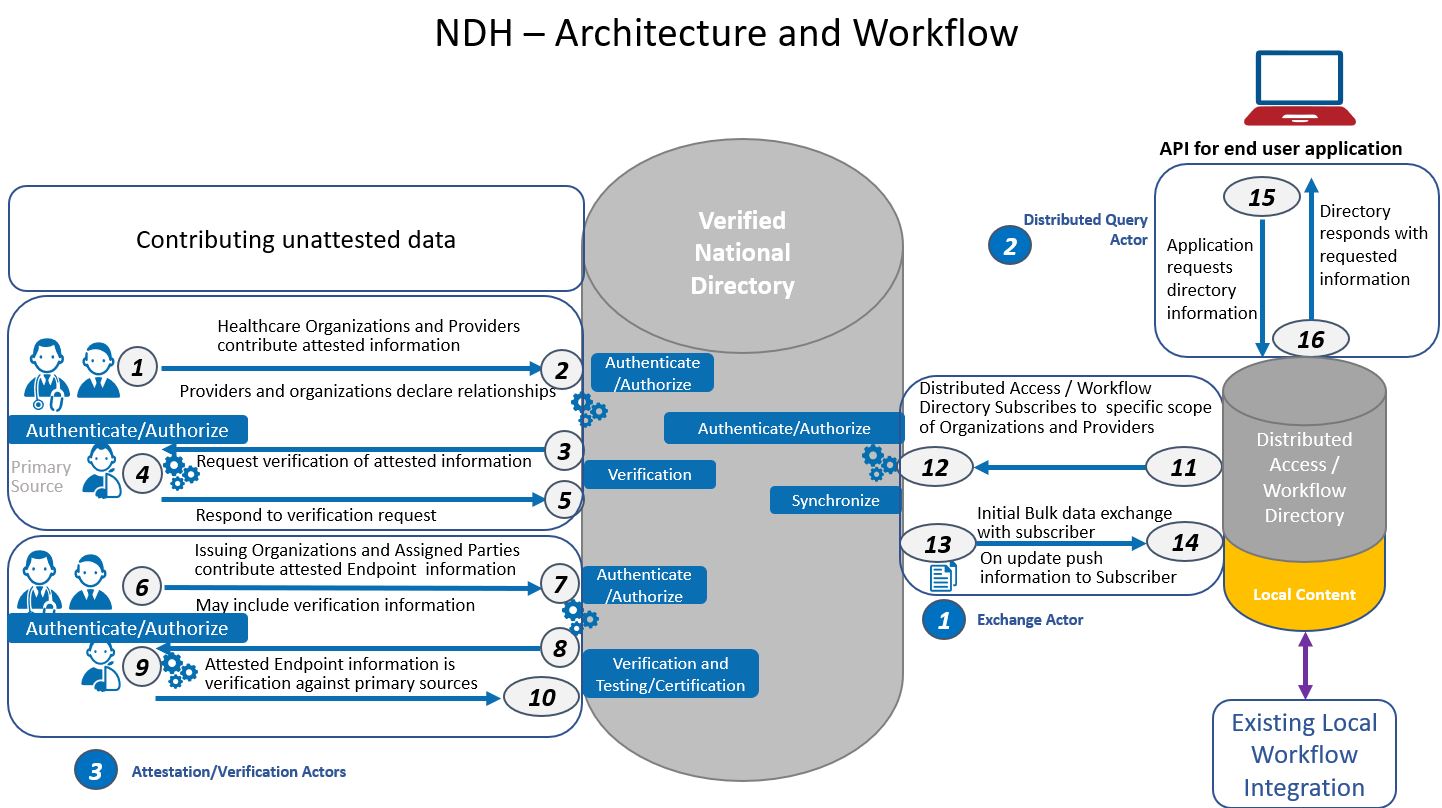 NDH – Architecture and Workflow
API for end user application
Contributing unattested data
Verified
National
Directory
Distributed Query
Actor
2
15
Application
requests
directory
information
Directory
responds with
requested
information
16
Healthcare Organizations and Providers
contribute attested information
1
2
Providers and organizations declare relationships
Authenticate
/Authorize
Authenticate/Authorize
3
Request verification of attested information
Primary
Source
4
5
Respond to verification request
Verification
Authenticate/Authorize
Synchronize
Distributed Access / Workflow
Directory Subscribes to specific scope
of Organizations and Providers
12
11
Initial Bulk data exchange
with subscriber
13
14
On update push
information to Subscriber
1
Exchange Actor
Distributed
Access /
Workflow
Directory
Local Content
Issuing Organizations and Assigned Parties
contribute attested Endpoint information
6
7
May include verification information
Authenticate
/Authorize
Authenticate/Authorize
8
9
Attested Endpoint information is
verification against primary sources
10
Verification and
Testing/Certification
3
Attestation/Verification Actors
Existing Local
Workflow
Integration